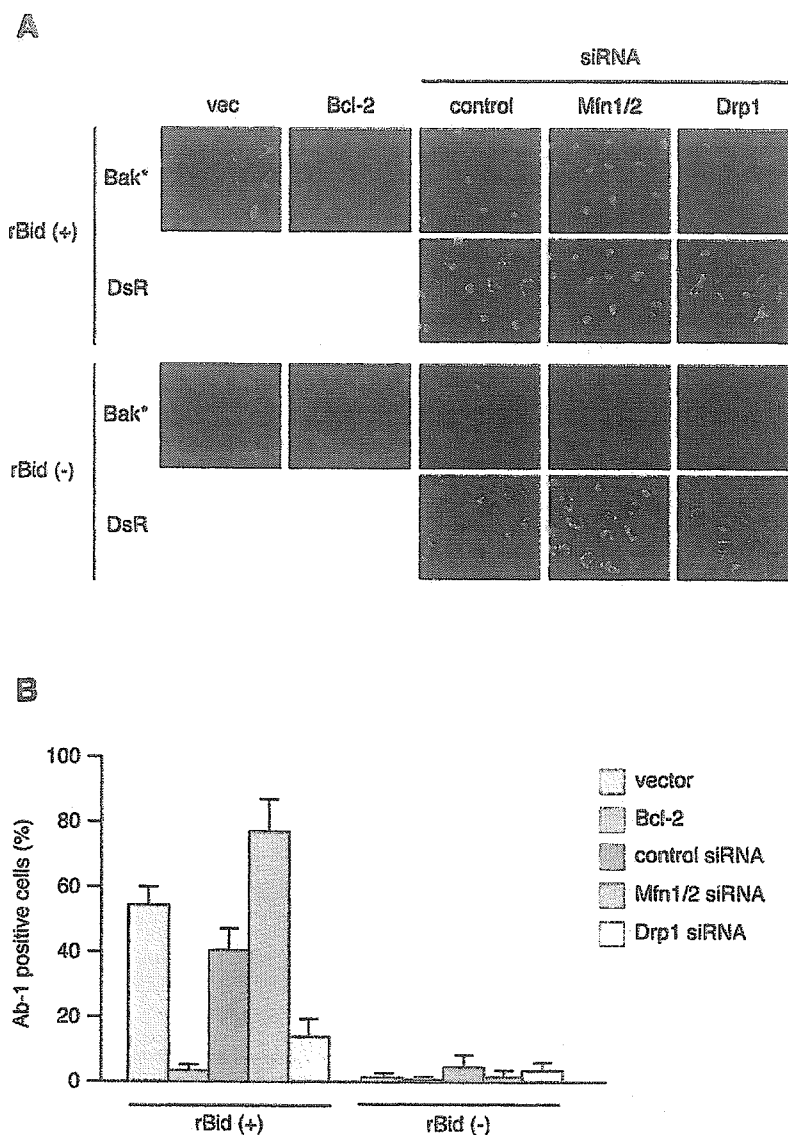 A
siRNA
vec Bcl-2 control Mfn1/2 Drp1
Bak*
rBid (+)
DsR
Bak*
rBid (-)
DsR
B
100
80
60
40
20
0
Ab-1 positive cells (%)
rBid (+) rBid (-)
vector
Bcl-2
control siRNA
Mfn1/2 siRNA
Drp1 siRNA